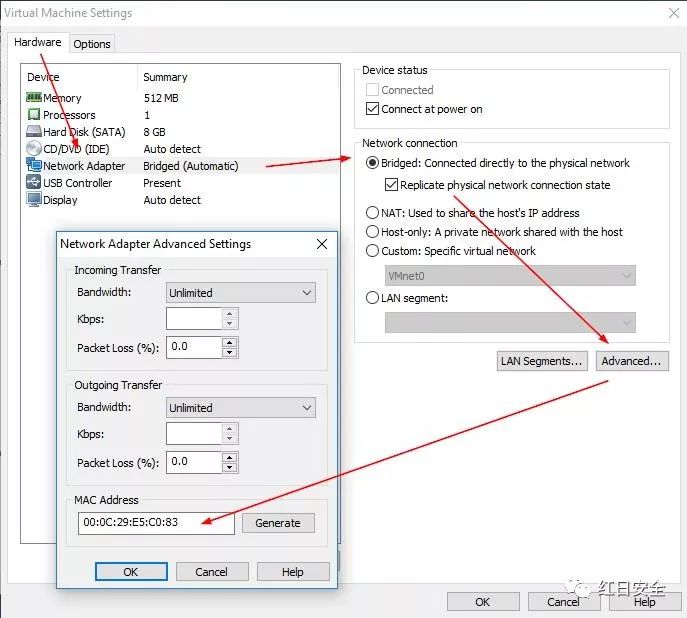 Virtual Machine Settings
Hardware Options
Device Summary
Memory 512 MB
Processors 1
Hard Disk (SATA) 8 GB
CD/DVD (IDE) Auto detect
Network Adapter Bridged (Automatic)
USB Controller Present
Display Auto detect
Device status
Connected
Connect at power on
Network connection
Bridged: Connected directly to the physical network
Replicate physical network connection state
NAT: Used to share the host's IP address
Host-only: A private network shared with the host
Custom: Specific virtual network
VMnet0
LAN segment:
LAN Segments... Advanced...
Network Adapter Advanced Settings
Incoming Transfer
Bandwidth: Unlimited
Kbps:
Packet Loss (%): 0.0
Outgoing Transfer
Bandwidth: Unlimited
Kbps:
Packet Loss (%): 0.0
MAC Address
00:0C:29:E5:C0:83 Generate
OK Cancel Help
红日安全
OK Cancel Help